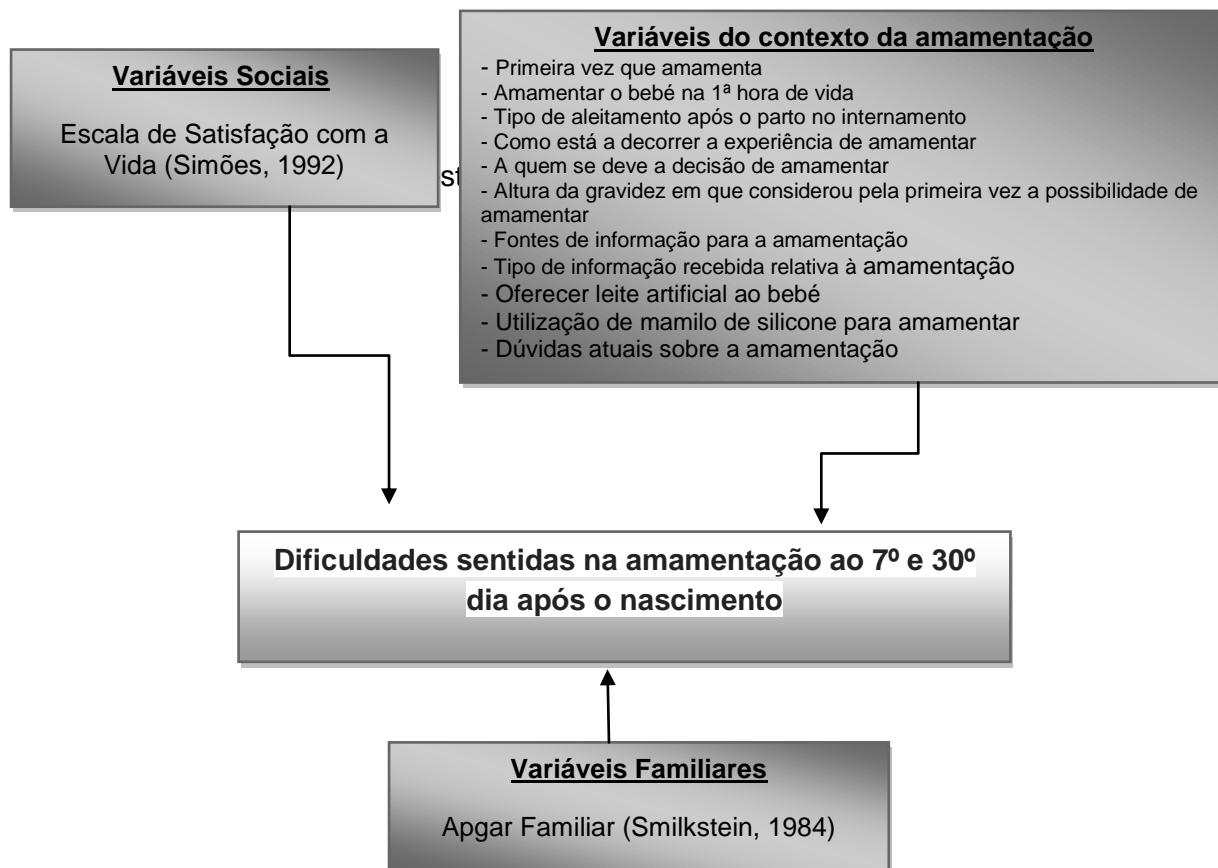 Variáveis Sociais
Escala de Satisfação com a
Vida (Simões, 1992)
st
Variáveis do contexto da amamentação
- Primeira vez que amamenta
- Amamentar o bebé na 1ª hora de vida
- Tipo de aleitamento após o parto no internamento
- Como está a decorrer a experiência de amamentar
- A quem se deve a decisão de amamentar
- Altura da gravidez em que considerou pela primeira vez a possibilidade de
amamentar
- Fontes de informação para a amamentação
- Tipo de informação recebida relativa à amamentação
- Oferecer leite artificial ao bebé
- Utilização de mamilo de silicone para amamentar
- Dúvidas atuais sobre a amamentação
Dificuldades sentidas na amamentação ao 7º e 30º
dia após o nascimento
Variáveis Familiares
Apgar Familiar (Smilkstein, 1984)